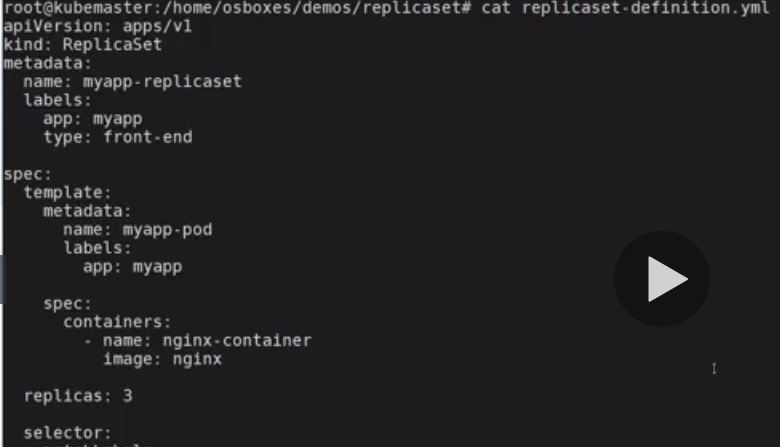 root@kubemaster:/home/osboxes/demos/replicaset# cat replicaset-definition.yml
apiVersion: apps/v1
kind: ReplicaSet
metadata:
  name: myapp-replicaset
  labels:
    app: myapp
    type: front-end

spec:
  template:
    metadata:
      name: myapp-pod
      labels:
        app: myapp

    spec:
      containers:
        - name: nginx-container
          image: nginx

  replicas: 3

  selector: